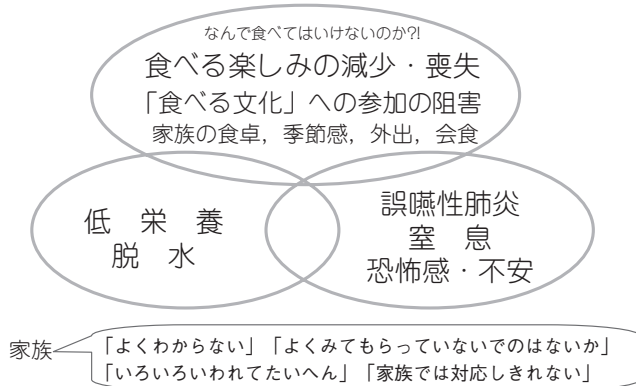 なんで食べてはいけないのか?!
食べる楽しみの減少・喪失
「食べる文化」への参加の阻害
家族の食卓，季節感，外出，会食
低　栄　養
脱　水
誤嚥性肺炎
窒　息
恐怖感・不安
家族
「よくわからない」「よくみてもらっていないでのはないか」
「いろいろいわれてたいへん」「家族では対応しきれない」